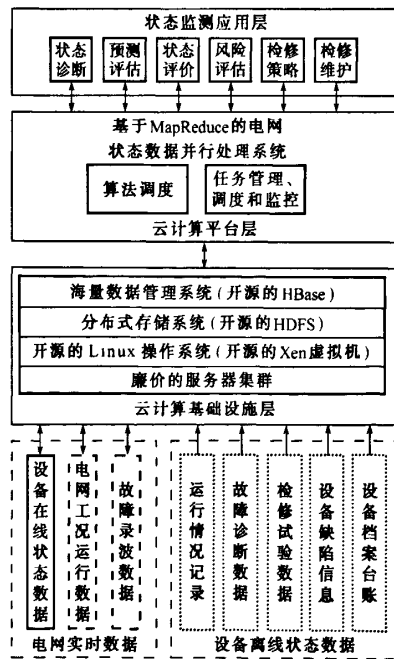 状态监测应用层
状态诊断
预测评估
状态评价
风险评估
检修策略
检修维护
基于MapReduce的电网
状态数据并行处理系统
算法调度
任务管理、
调度和监控
云计算平台层
海量数据管理系统(开源的HBase)
分布式存储系统(开源的HDFS)
开源的Linux 操作系统(开源的Xen虚拟机)
廉价的服务器集群
云计算基础设施层
设备在线状态数据
电网工况运行数据
故障录波数据
运行情况记录
故障诊断数据
检修试验数据
设备缺陷信息
设备档案台账
电网实时数据
设备离线状态数据